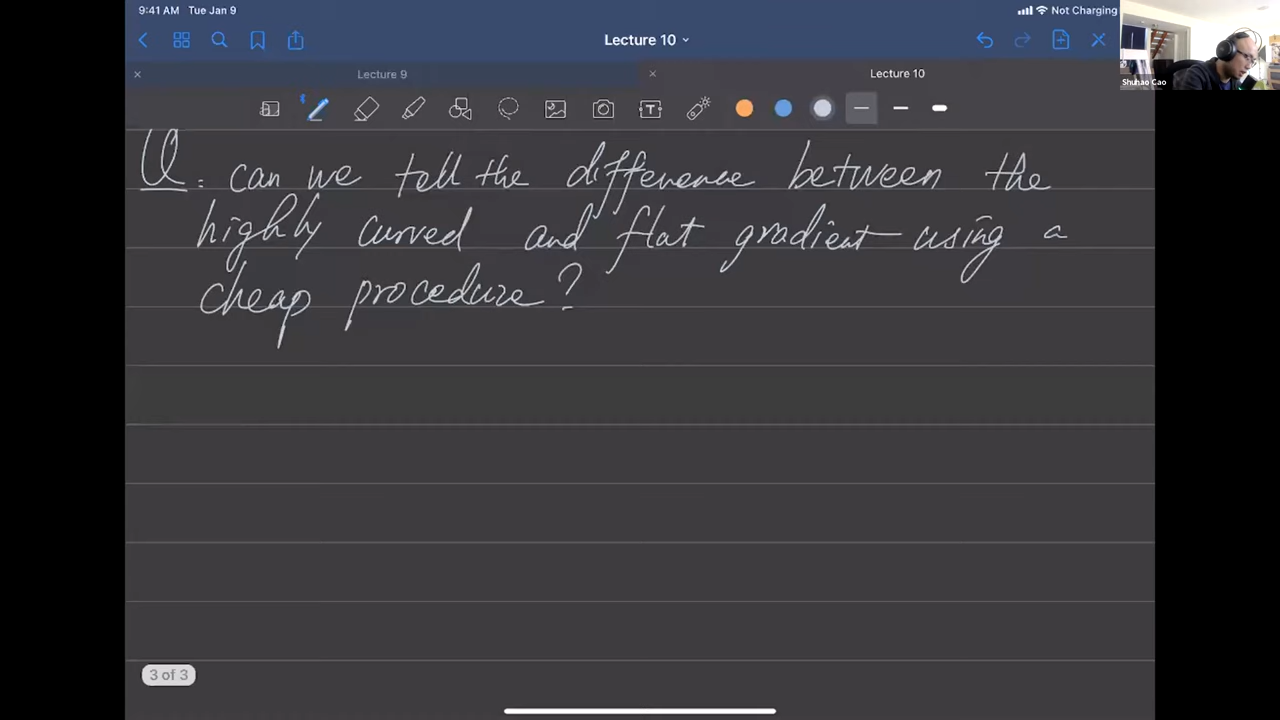 9:41 AM Tue Jan 9
Not Charging
Lecture 10
Lecture 9
Lecture 10
Shuhao Cao
Q: can we tell the difference between the
highly curved and flat gradient using a
cheap procedure?
3 of 3